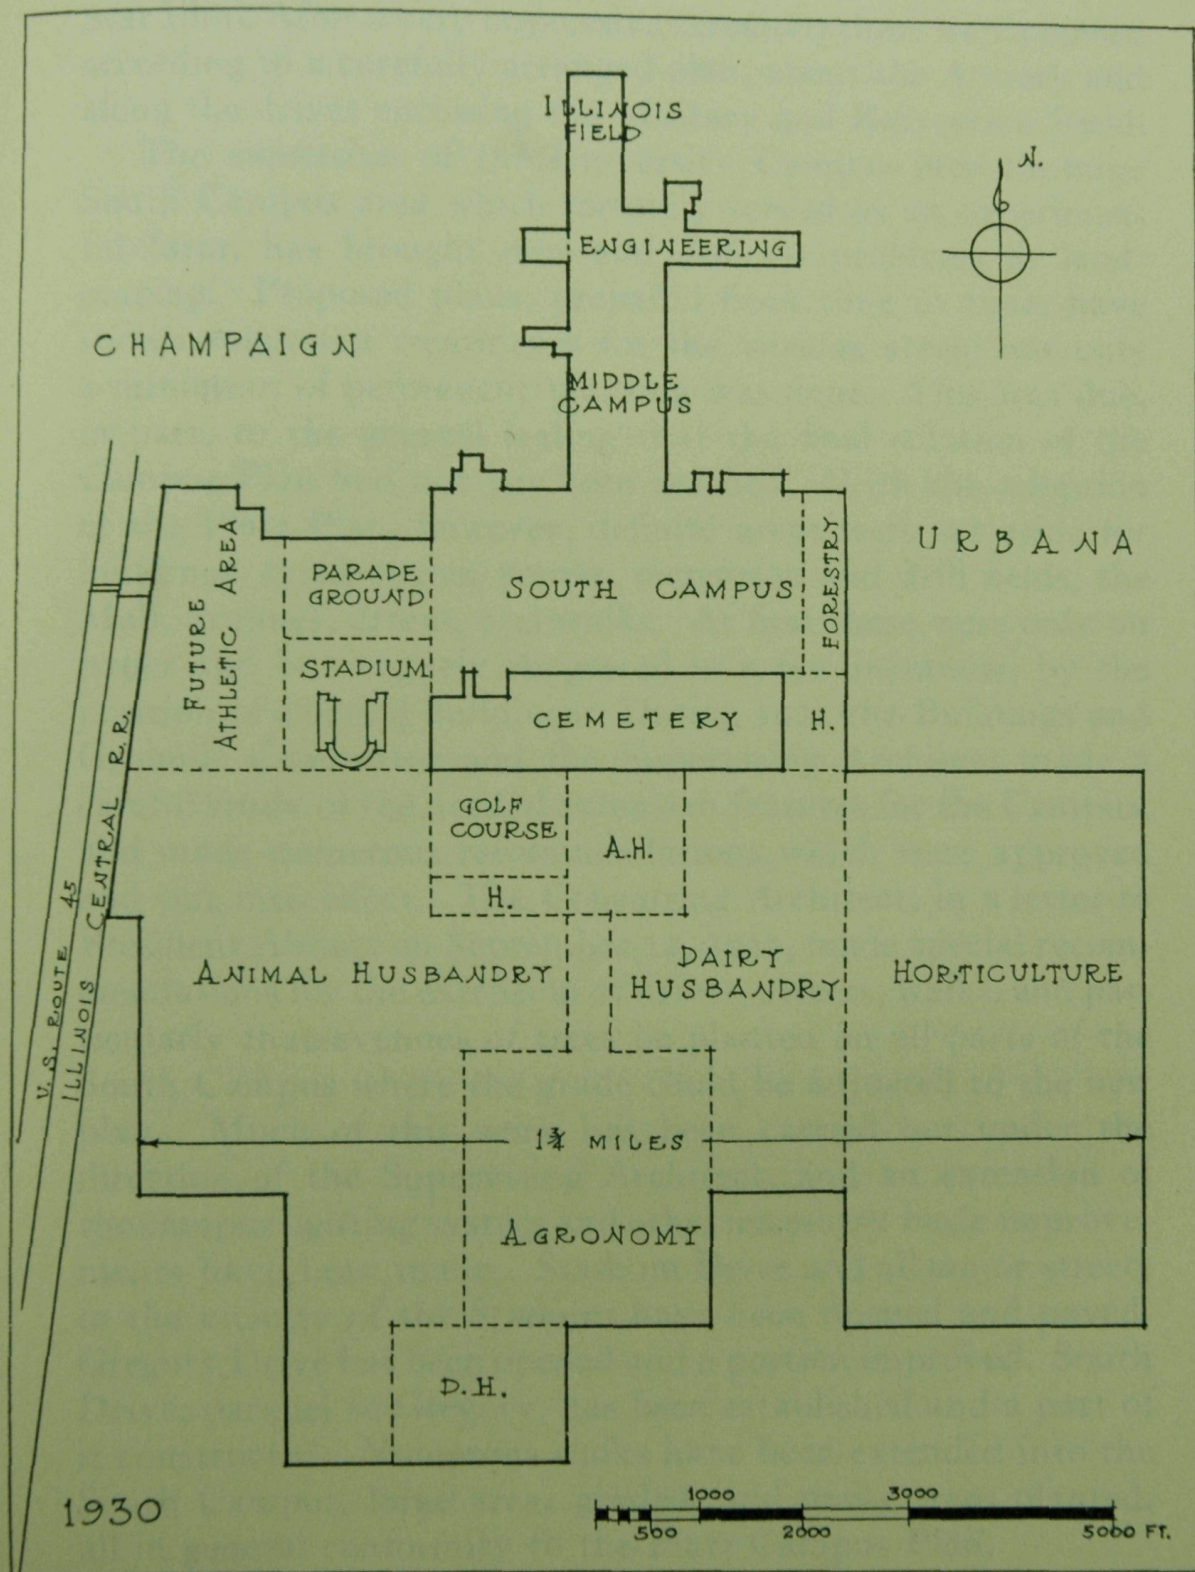 ILLINOIS
FIELD
N.
ENGINEERING
CHAMPAIGN
MIDDLE
CAMPUS
URBANA
FUTURE
ATHLETIC AREA
PARADE
GROUND
SOUTH CAMPUS
FORESTRY
STADIUM
CEMETERY
H.
GOLF
COURSE
A.H.
H.
U.S. ROUTE 45
ILLINOIS CENTRAL R.R.
ANIMAL HUSBANDRY
DAIRY
HUSBANDRY
HORTICULTURE
1¾ MILES
AGRONOMY
D.H.
1930
1000 3000
500 2000 5000 FT.